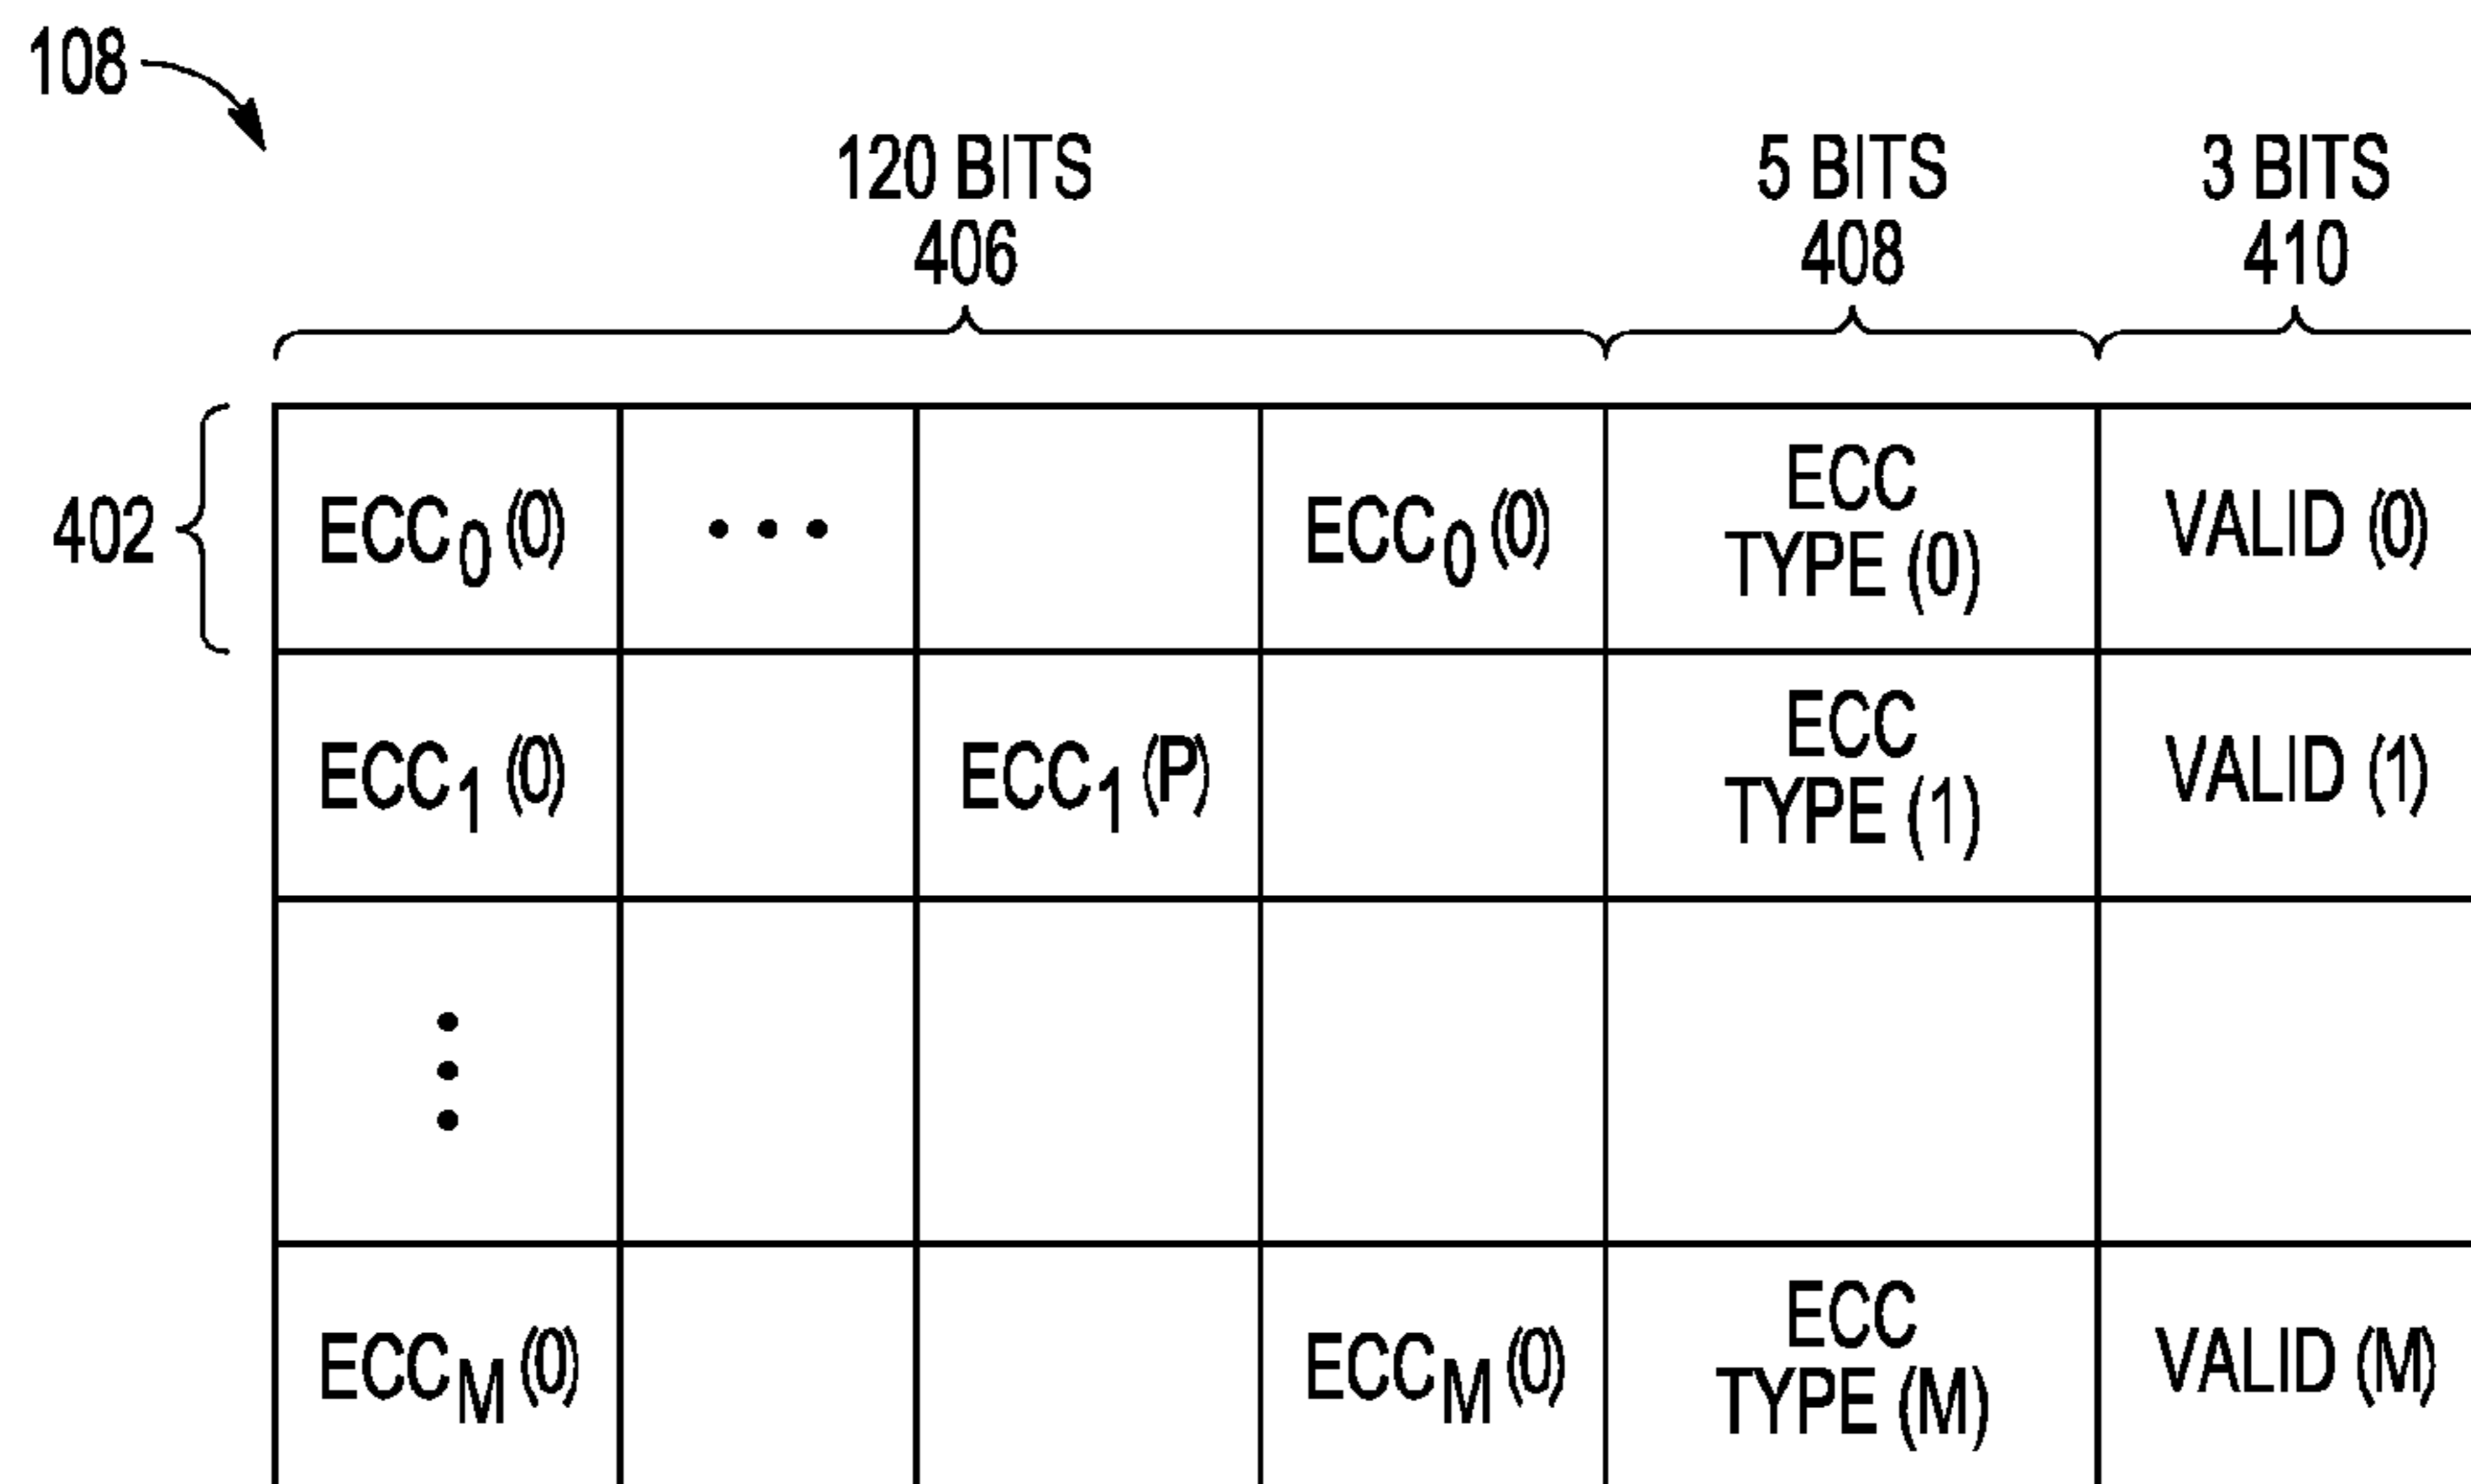 108
120 BITS 5 BITS 3 BITS
406 408 410
402
ECC0 (0) • • • ECC0 (0) ECC TYPE (0) VALID (0)
ECC1 (0) ECC1 (P) ECC TYPE (1) VALID (1)
ECCM (0) ECCM (0) ECC TYPE (M) VALID (M)